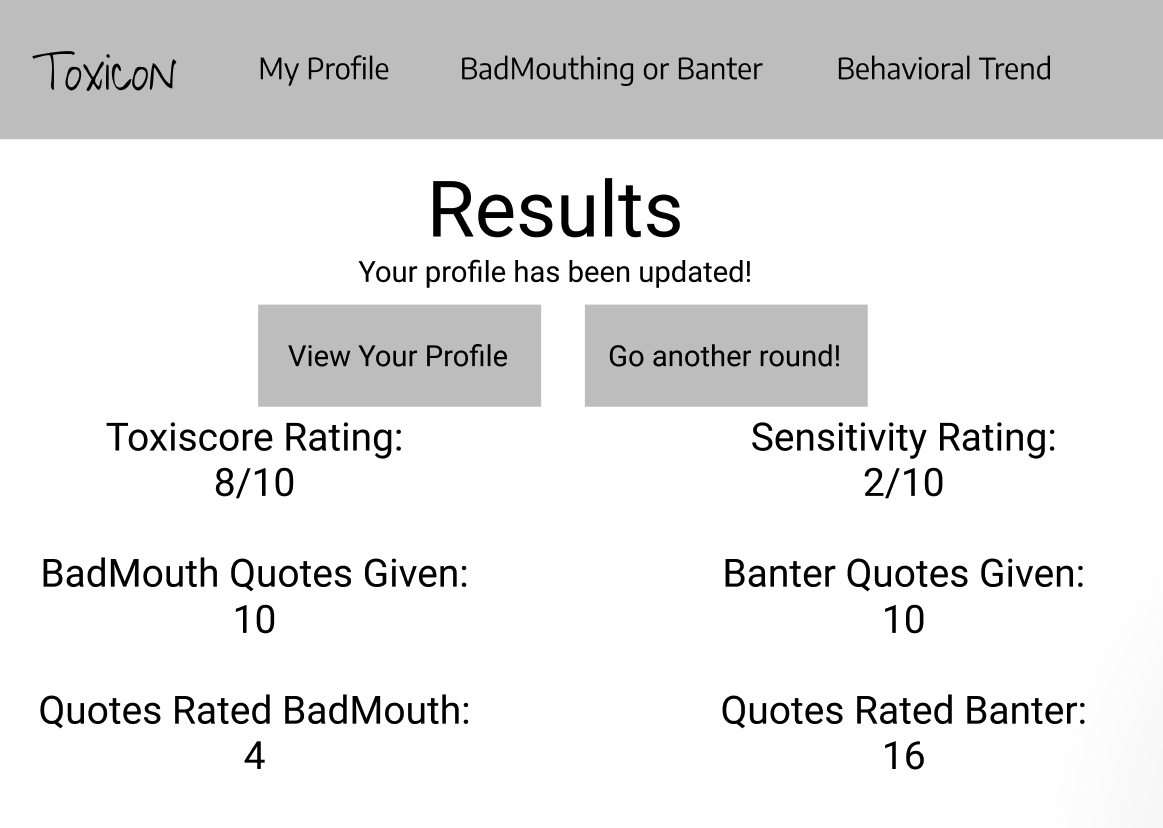 Toxicon My Profile BadMouthing or Banter Behavioral Trend
Results
Your profile has been updated!
View Your Profile Go another round!
Toxiscore Rating: Sensitivity Rating:
8/10 2/10
BadMouth Quotes Given: Banter Quotes Given:
10 10
Quotes Rated BadMouth: Quotes Rated Banter:
4 16